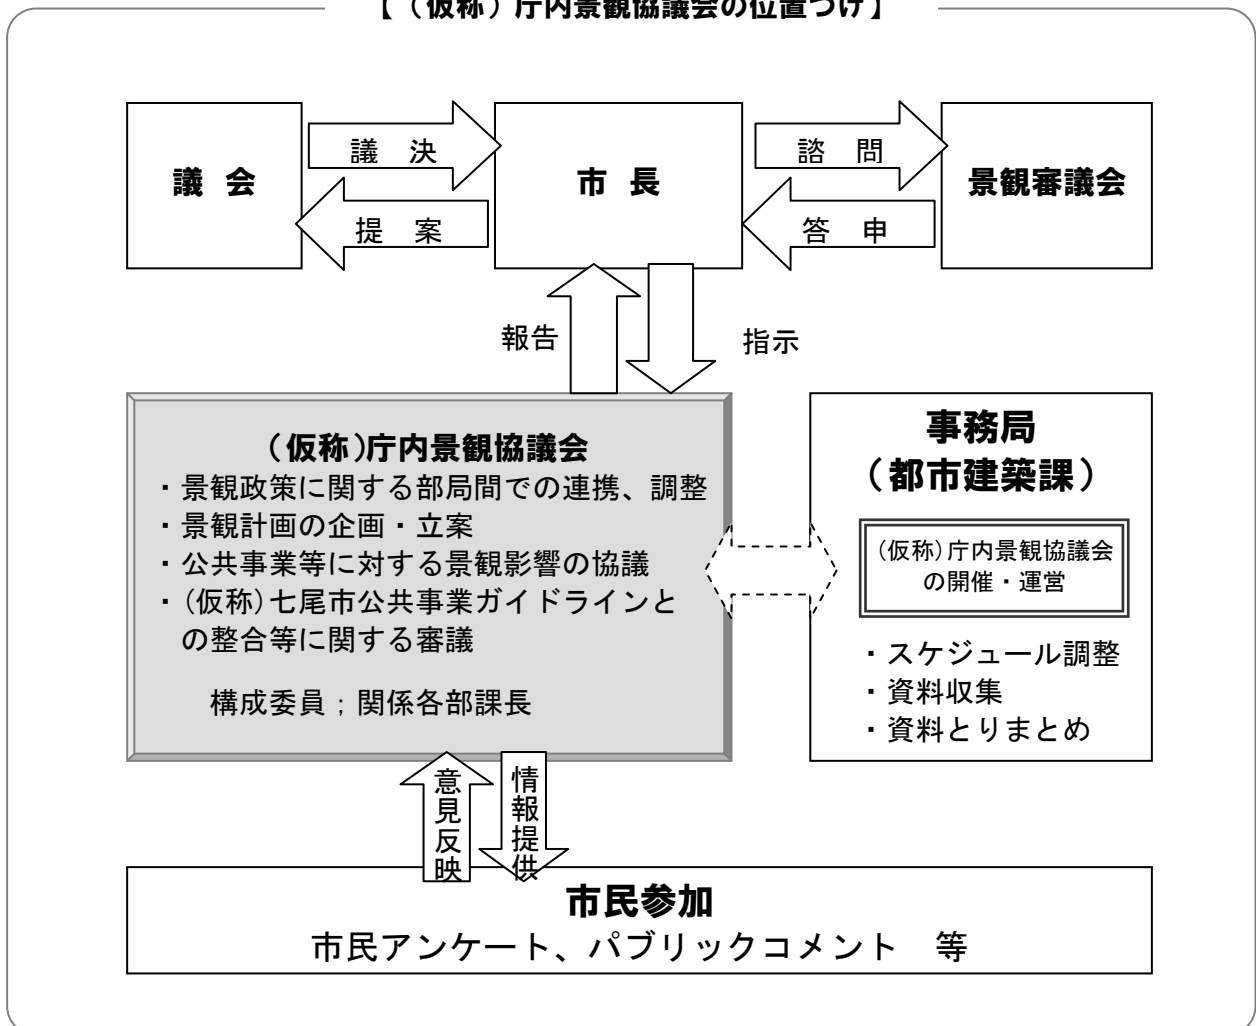 【（仮称）庁内景観協議会の位置づけ】
議 会
議 決
提 案
市 長
諮 問
答 申
景観審議会
報告
指示
（仮称）庁内景観協議会
・景観政策に関する部局間での連携、調整
・景観計画の企画・立案
・公共事業等に対する景観影響の協議
・（仮称）七尾市公共事業ガイドラインと
の整合等に関する審議
構成委員；関係各部課長
事務局
（都市建築課）
（仮称）庁内景観協議会
の開催・運営
・スケジュール調整
・資料収集
・資料とりまとめ
意見反映
情報提供
市民参加
市民アンケート、パブリックコメント 等